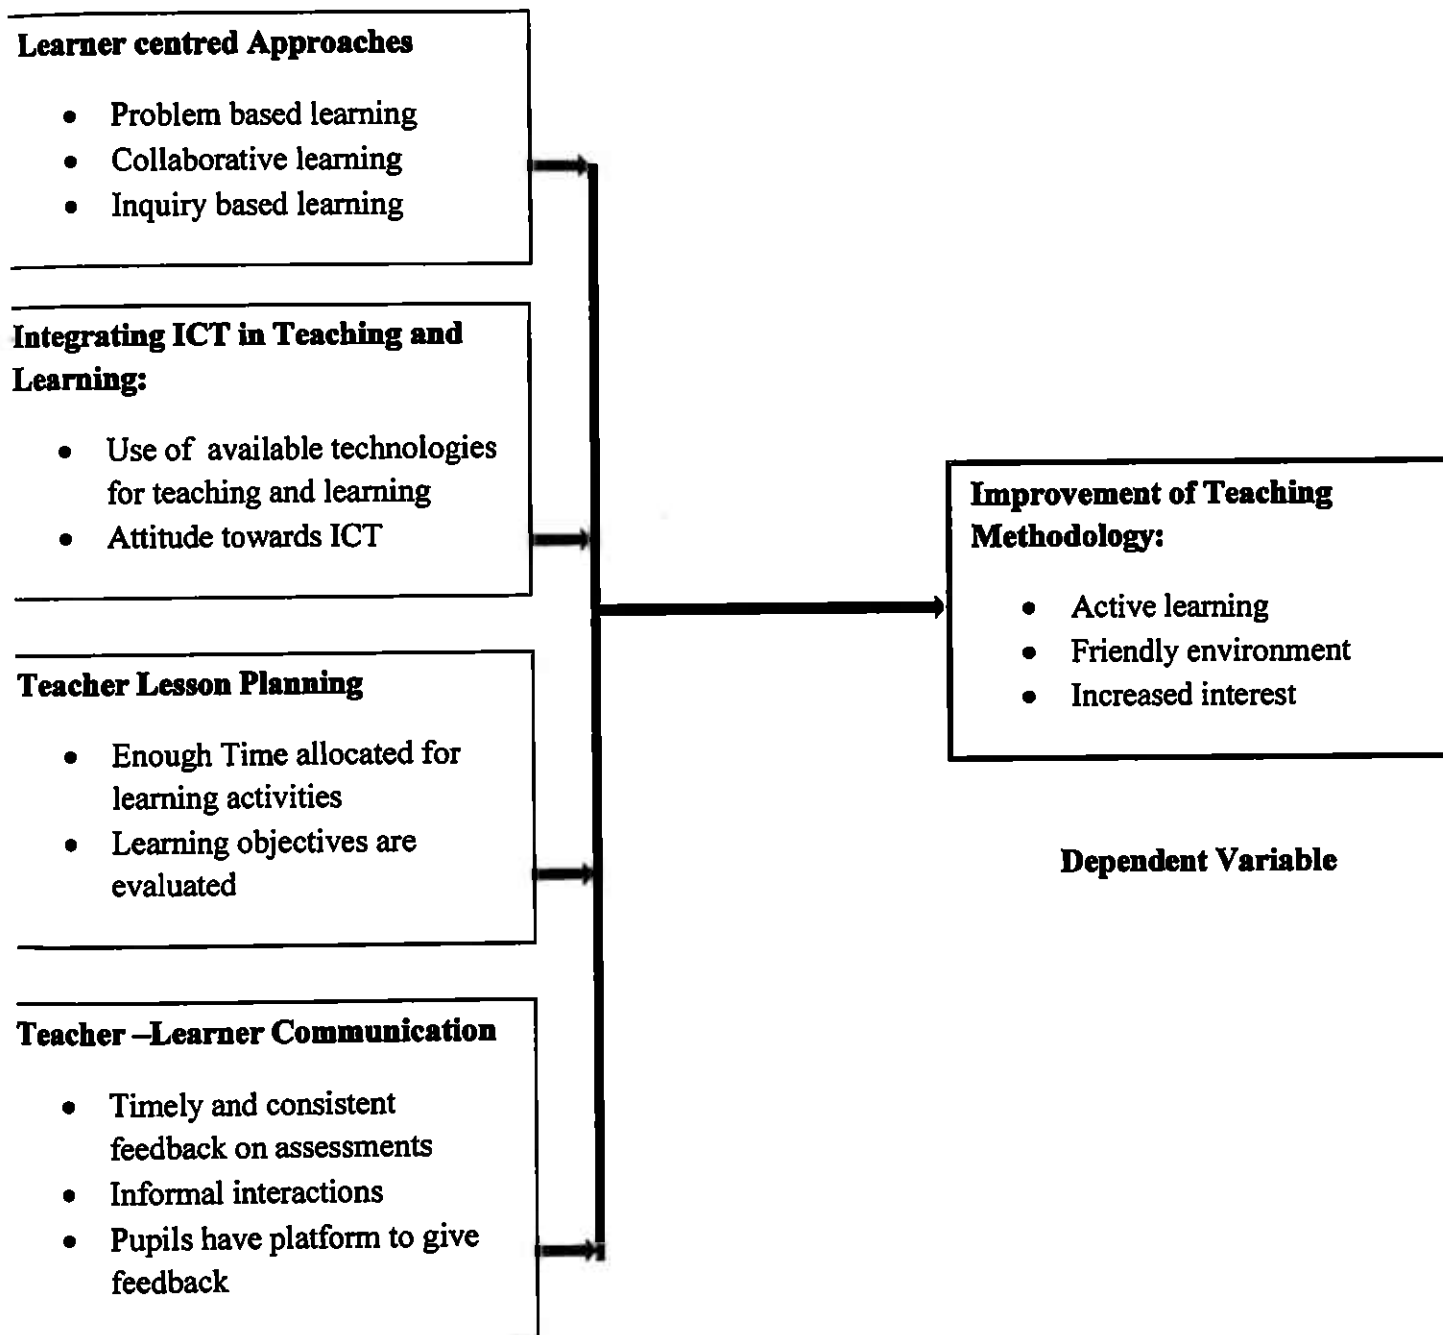 Learner centred Approaches
• Problem based learning
• Collaborative learning
• Inquiry based learning
Integrating ICT in Teaching and
Learning:
• Use of available technologies
for teaching and learning
• Attitude towards ICT
Teacher Lesson Planning
• Enough Time allocated for
learning activities
• Learning objectives are
evaluated
Teacher –Learner Communication
• Timely and consistent
feedback on assessments
• Informal interactions
• Pupils have platform to give
feedback
Improvement of Teaching
Methodology:
• Active learning
• Friendly environment
• Increased interest
Dependent Variable